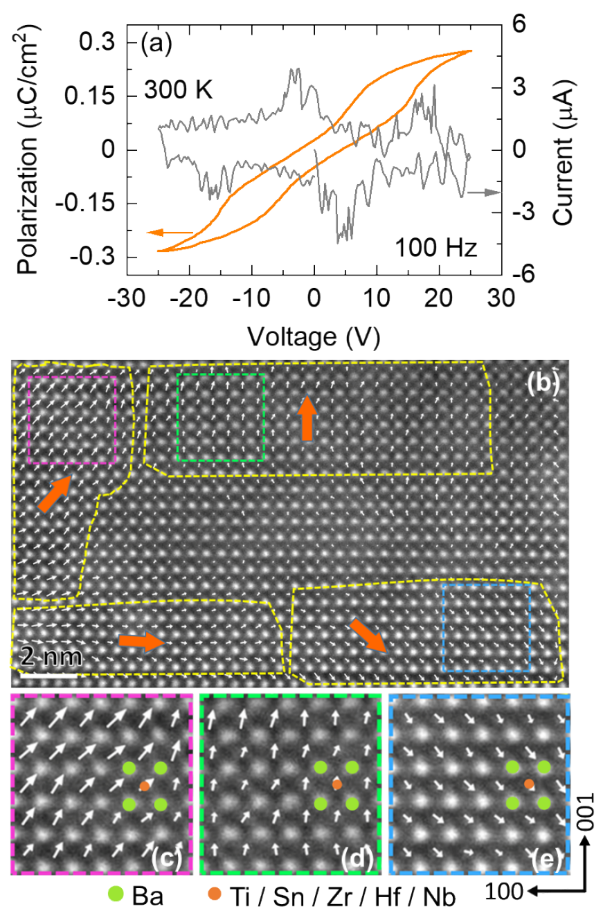 (a)
300 K
100 Hz
Polarization (μC/cm²)
0.3
0.15
0
-0.15
-0.3
6
3
0
-3
-6
Current (μA)
-30 -20 -10 0 10 20 30
Voltage (V)
(b)
2 nm
(c)
(d)
(e)
001
100
Ba
Ti / Sn / Zr / Hf / Nb